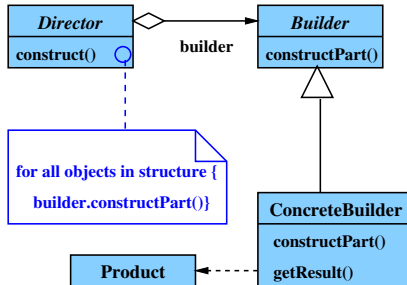 Director
construct()
builder
Builder
constructPart()
for all objects in structure {
builder.constructPart()}
ConcreteBuilder
constructPart()
getResult()
Product